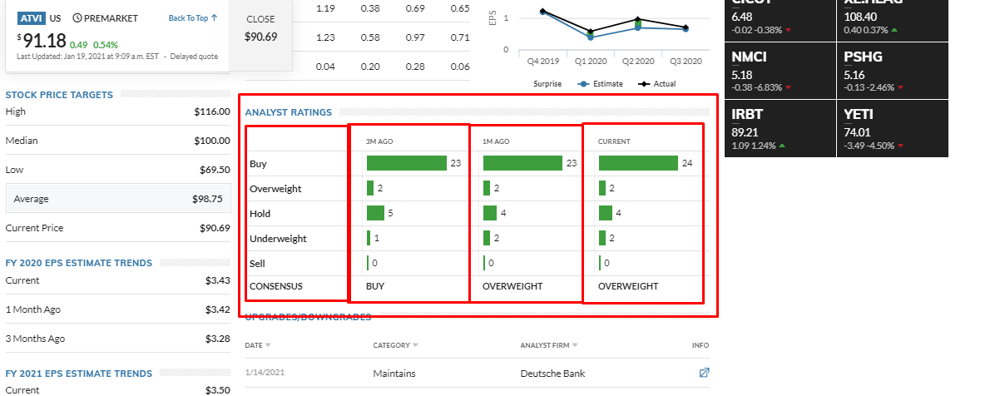 ATVI US PREMARKET Back To Top
$91.18 0.49 0.54%
Last Updated: Jan 19, 2021 at 9:09 a.m. EST - Delayed quote
CLOSE
$90.69
STOCK PRICE TARGETS
High $116.00
Median $100.00
Low $69.50
Average $98.75
Current Price $90.69
FY 2020 EPS ESTIMATE TRENDS
Current $3.43
1 Month Ago $3.42
3 Months Ago $3.28
FY 2021 EPS ESTIMATE TRENDS
Current $3.50
1.19 0.38 0.69 0.65
1.23 0.58 0.97 0.71
0.04 0.20 0.28 0.06
EPS
1
0
Q4 2019 Q1 2020 Q2 2020 Q3 2020
Surprise Estimate Actual
ANALYST RATINGS
3M AGO 1M AGO CURRENT
Buy 23 23 24
Overweight 2 2 2
Hold 5 4 4
Underweight 1 2 2
Sell 0 0 0
CONSENSUS BUY OVERWEIGHT OVERWEIGHT
UPGRADES/DOWNGRADES
DATE CATEGORY ANALYST FIRM INFO
1/14/2021 Maintains Deutsche Bank
6.48
-0.02 -0.38%
108.40
0.40 0.37%
NMCI
5.18
-0.38 -6.83%
PSHG
5.16
-0.13 -2.46%
IRBT
89.21
1.09 1.24%
YETI
74.01
-3.49 -4.50%